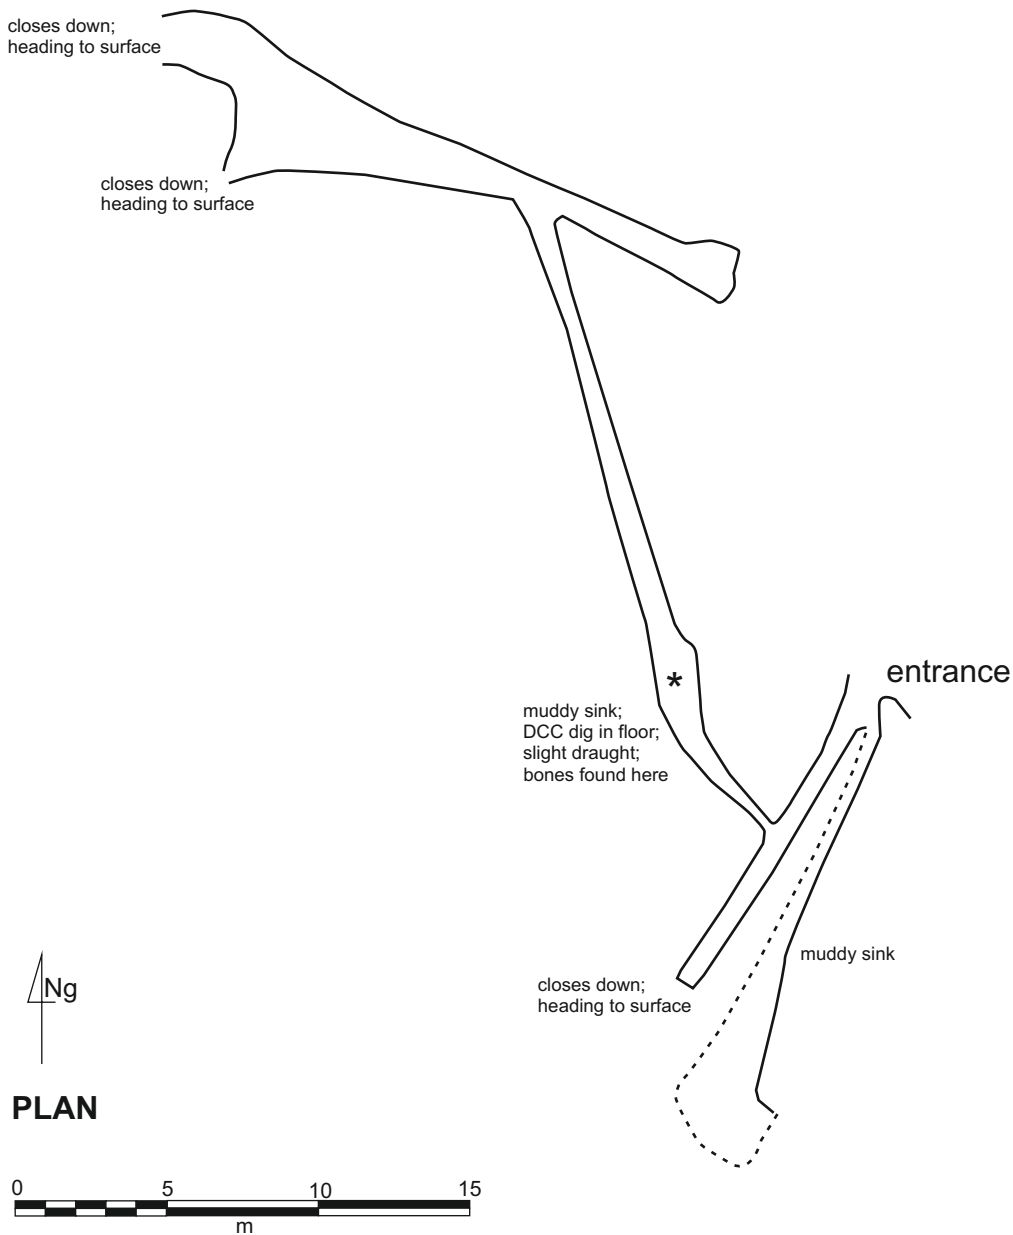 closes down;
heading to surface
closes down;
heading to surface
entrance
*
muddy sink;
DCC dig in floor;
slight draught;
bones found here
muddy sink
closes down;
heading to surface
Ng
PLAN
0 5 10 15
m